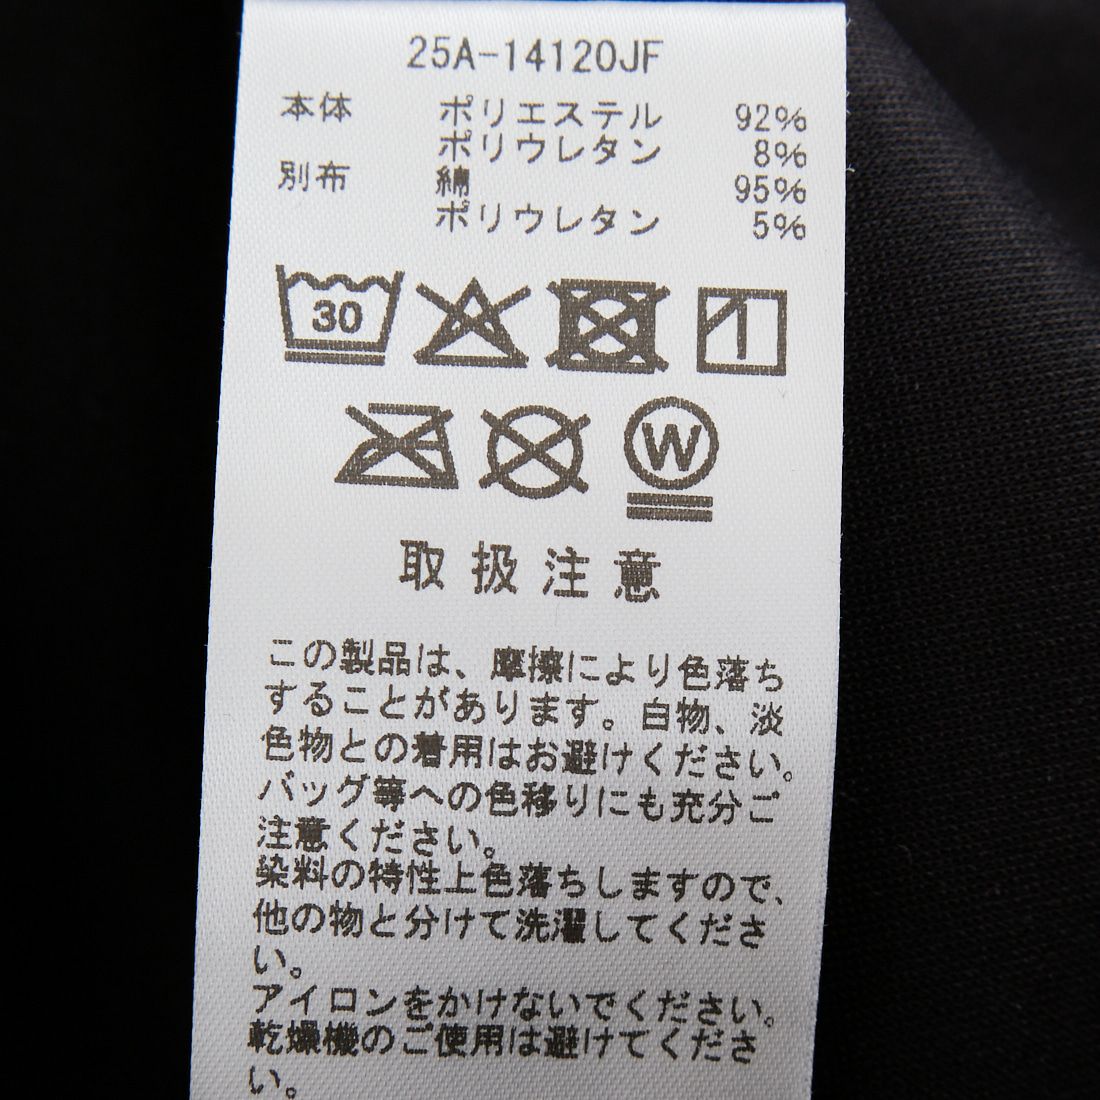 25A-14120JF
本体 ポリエステル 92%
ポリウレタン 8%
別布 綿 95%
ポリウレタン 5%
30
W
取扱注意
この製品は、摩擦により色落ち
することがあります。白物、淡
色物との着用はお避けください。
バッグ等への色移りにも充分ご
注意ください。
染料の特性上色落ちしますので、
他の物と分けて洗濯してくださ
い。
アイロンをかけないでください。
乾燥機のご使用は避けてくださ
い。